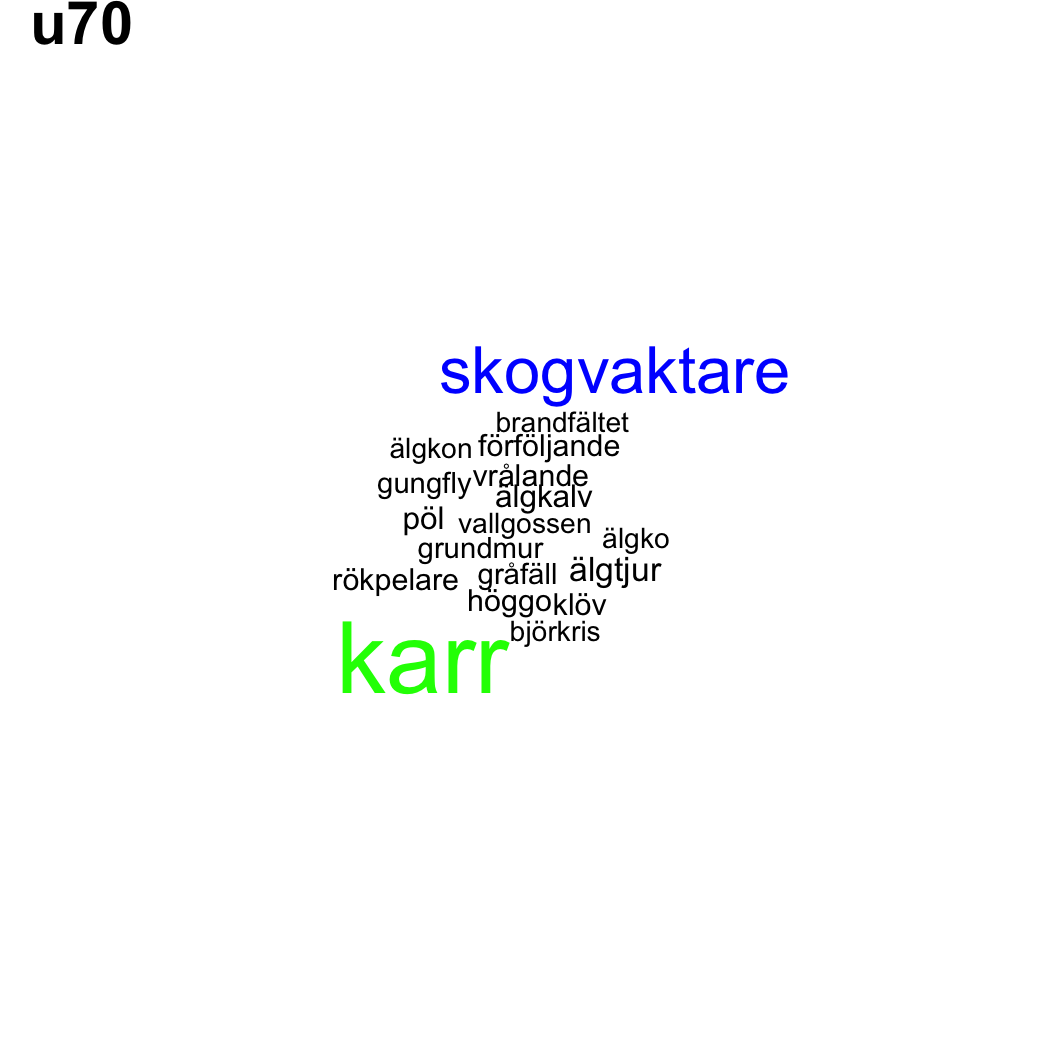 u70
skogvaktare
brandfältet
älgkon förföljande
gungfly vrålande
älgkalv
pöl vallgossen
älgko
grundmur
rökpelare gråfäll älgtjur
höggo klöv
björkris
karr